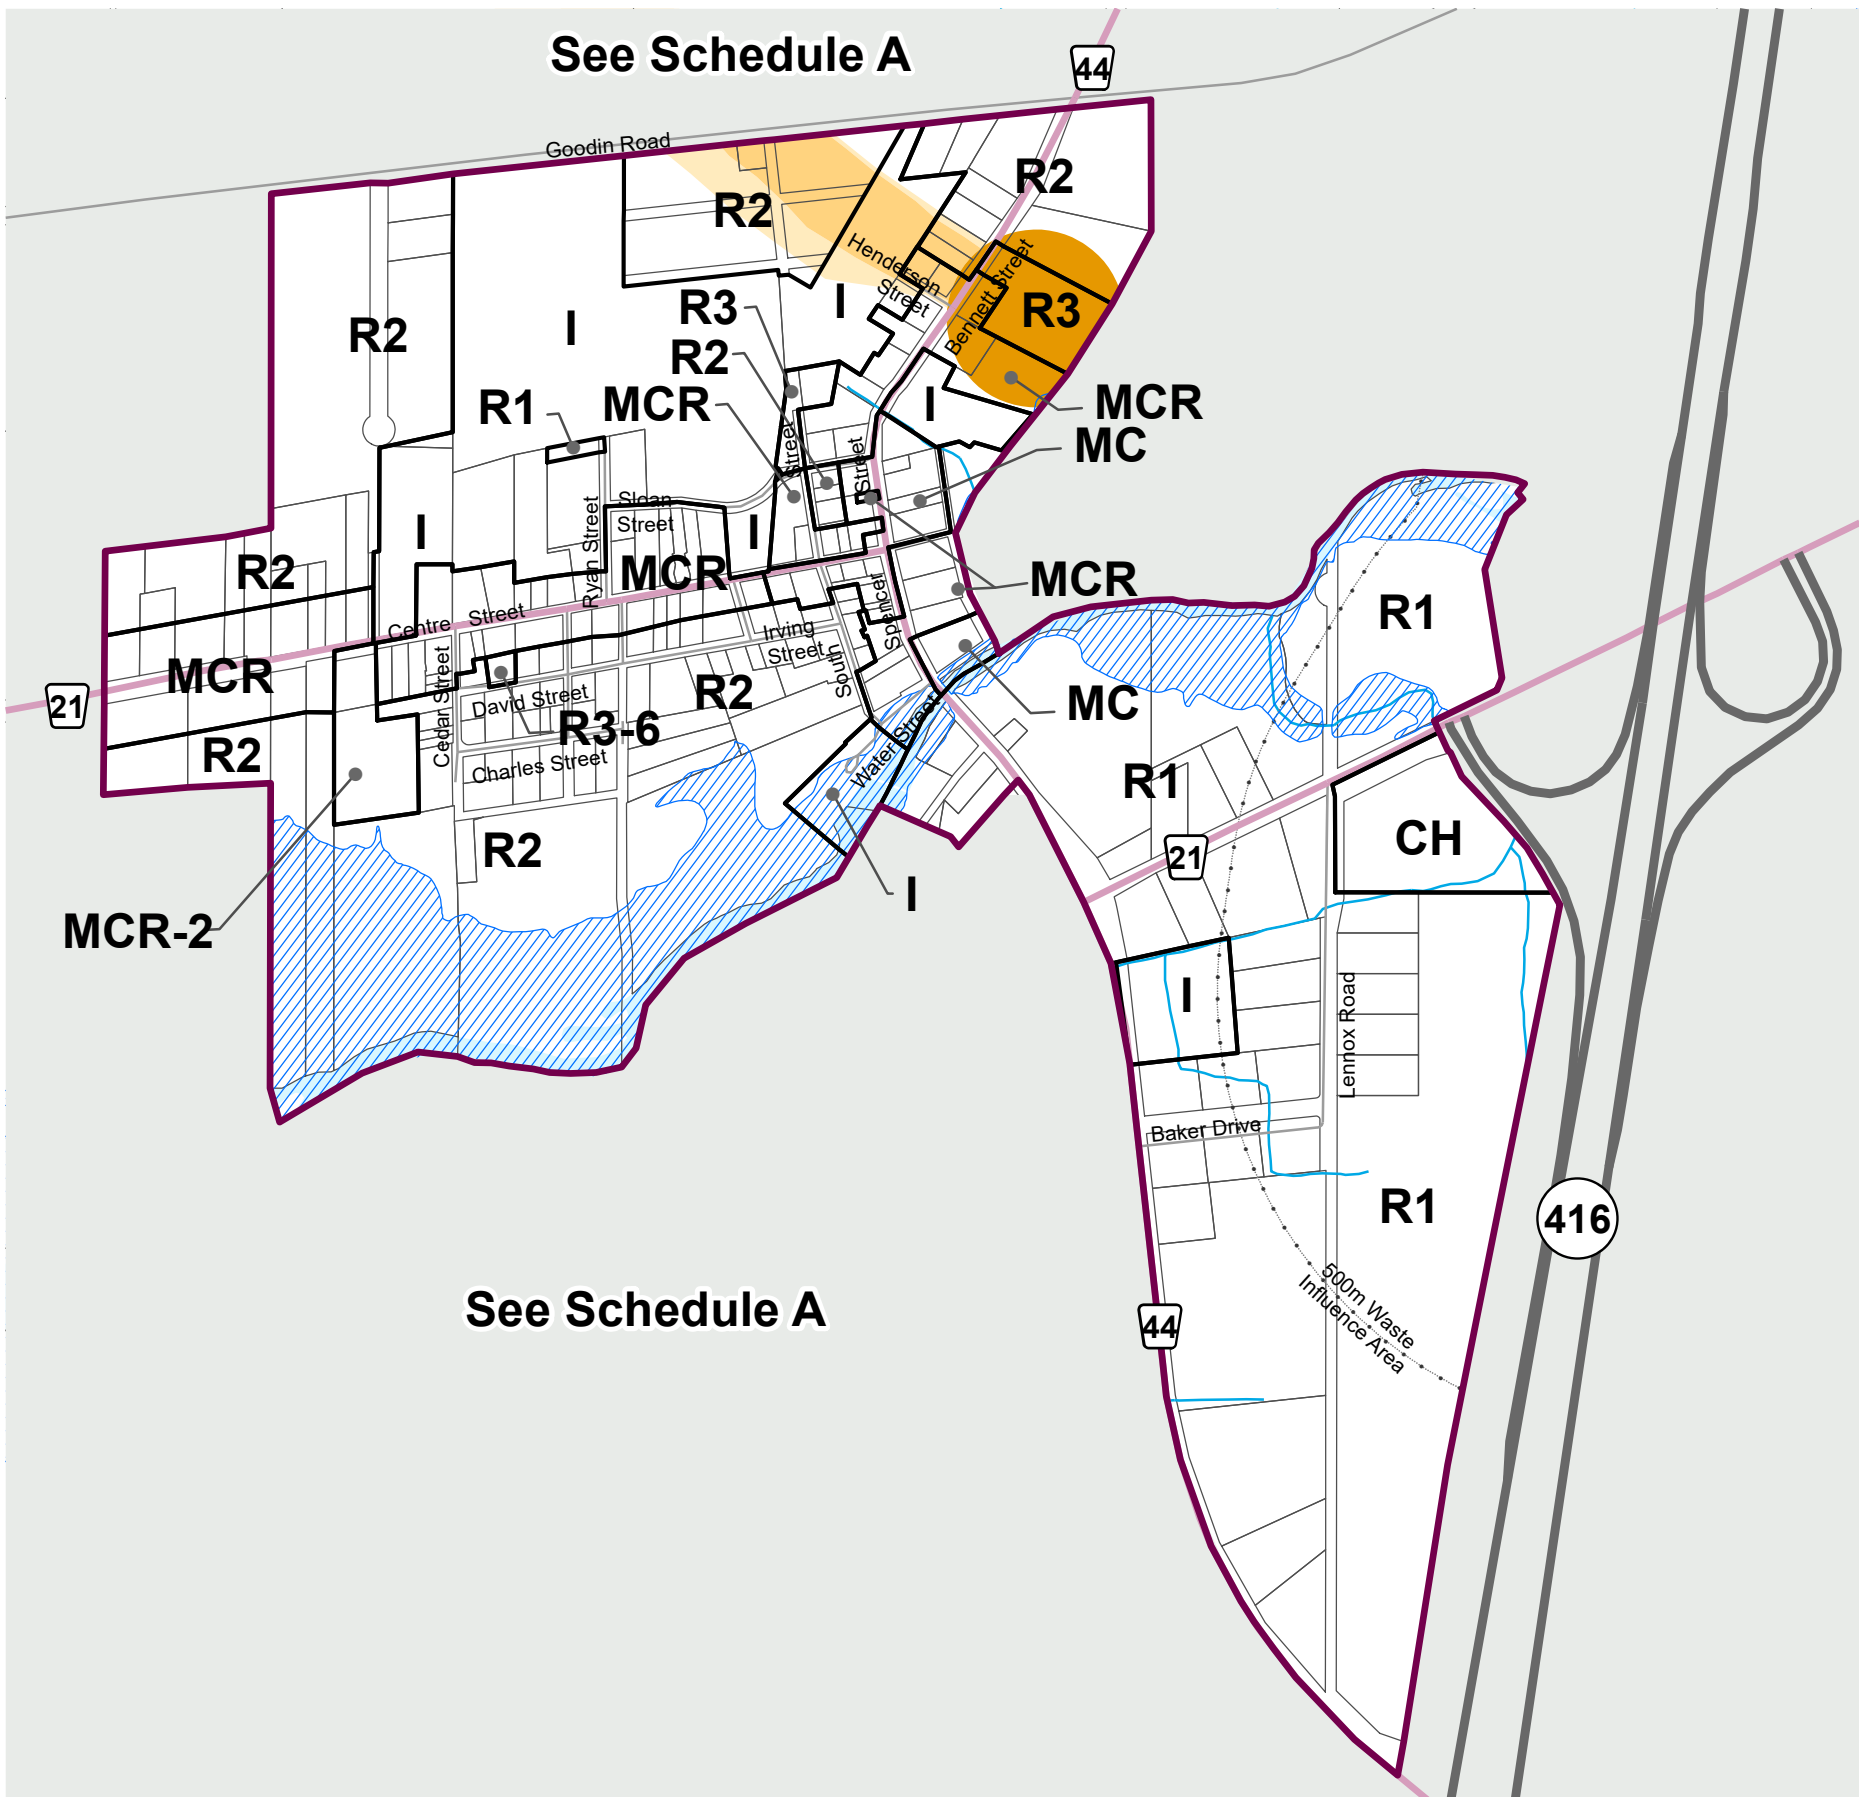 See Schedule A
44
Goodin Road
R2
R2
Henderson
Street
Bennett Street
R3
I
R3
I
R2
R2
R1
MCR
I
MCR
MC
Street
Street
Sloan
Street
Ryan Street
I
I
R2
MCR
MCR
R1
Centre Street
Irving
Street
Spencer
South
MCR
21
Cedar Street
David Street
R2
MC
R3-6
R2
Charles Street
Water Street
R1
R2
21
CH
I
MCR-2
I
Lennox Road
Baker Drive
R1
416
500m Waste
Influence Area
See Schedule A
44